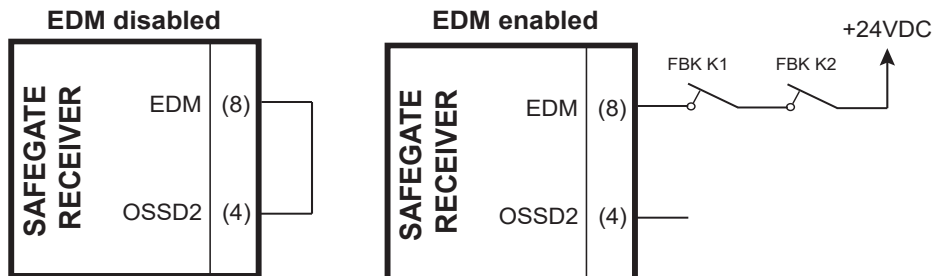 EDM disabled
SAFEGATE
RECEIVER
EDM (8)
OSSD2 (4)
EDM enabled
SAFEGATE
RECEIVER
EDM (8)
OSSD2 (4)
FBK K1
FBK K2
+24VDC